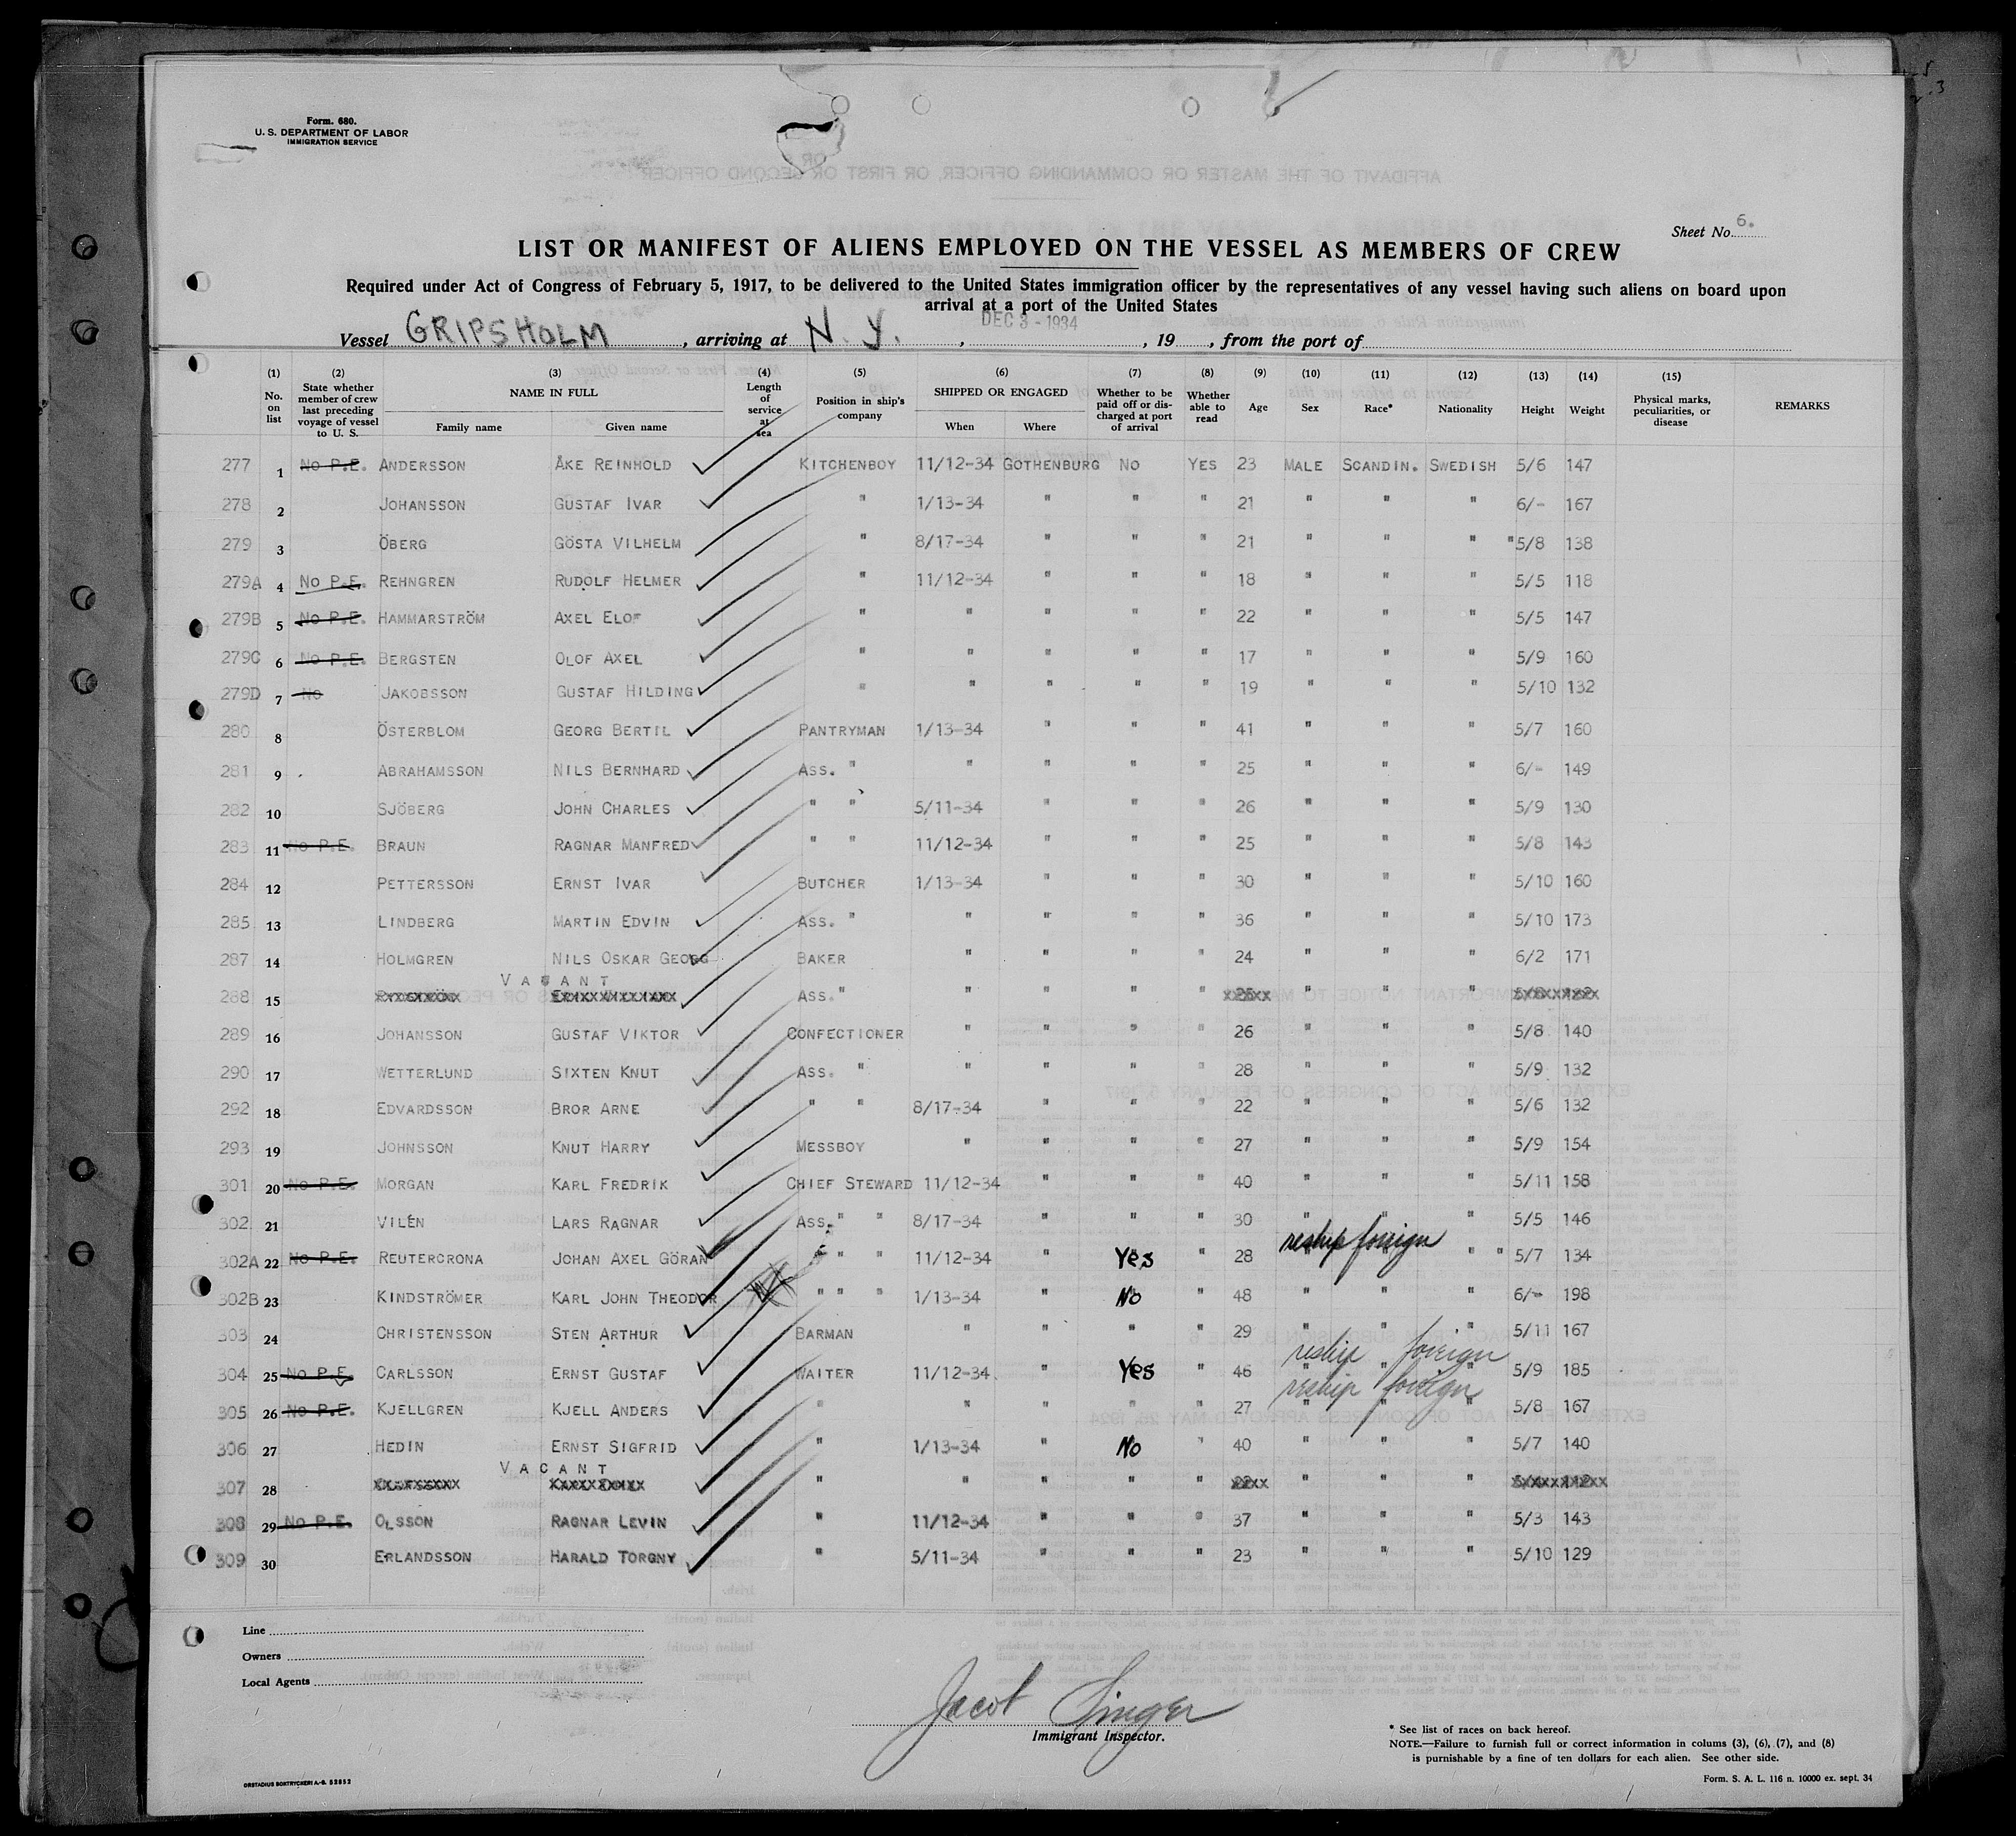 Form. 680.
U. S. DEPARTMENT OF LABOR
IMMIGRATION SERVICE
Sheet No. 6.
LIST OR MANIFEST OF ALIENS EMPLOYED ON THE VESSEL AS MEMBERS OF CREW
Required under Act of Congress of February 5, 1917, to be delivered to the United States immigration officer by the representatives of any vessel having such aliens on board upon
arrival at a port of the United States
Vessel GRIPSHOLM, arriving at N. Y., DEC 3 - 1934, 19 , from the port of
(1) (2) (3) (4) (5) (6) (7) (8) (9) (10) (11) (12) (13) (14) (15)
No. on list State whether member of crew last preceding voyage of vessel to U. S. NAME IN FULL Family name Given name Length of service at sea Position in ship's company SHIPPED OR ENGAGED When Where Whether to be paid off or discharged at port of arrival Whether able to read Age Sex Race* Nationality Height Weight Physical marks, peculiarities, or disease REMARKS
277 1 No P.E. ANDERSSON ÅKE REINHOLD KITCHENBOY 11/12-34 GOTHENBURG NO YES 23 MALE SCANDIN. SWEDISH 5/6 147
278 2 JOHANSSON GUSTAF IVAR " 1/13-34 " " " 21 " " " 6/- 167
279 3 ÖBERG GÖSTA VILHELM " 8/17-34 " " " 21 " " " "5/8 138
279A 4 No P.E. REHNGREN RUDOLF HELMER " 11/12-34 " " " 18 " " " 5/5 118
279B 5 No P.E. HAMMARSTRÖM AXEL ELOF " " " " " 22 " " " 5/5 147
279C 6 No P.E. BERGSTEN OLOF AXEL " " " " " 17 " " " 5/9 160
279D 7 No JAKOBSSON GUSTAF HILDING " " " " " 19 " " " 5/10 132
280 8 ÖSTERBLOM GEORG BERTIL PANTRYMAN 1/13-34 " " " 41 " " " 5/7 160
281 9 ABRAHAMSSON NILS BERNHARD ASS. " " " " " 25 " " " 6/- 149
282 10 SJÖBERG JOHN CHARLES " " 5/11-34 " " " 26 " " " 5/9 130
283 11 No P.E. BRAUN RAGNAR MANFRED " " 11/12-34 " " " 25 " " " 5/8 143
284 12 PETTERSSON ERNST IVAR BUTCHER 1/13-34 " " " 30 " " " 5/10 160
285 13 LINDBERG MARTIN EDVIN ASS. " " " " " 36 " " " 5/10 173
287 14 HOLMGREN NILS OSKAR GEORG BAKER " " " " 24 " " " 6/2 171
VACANT
288 15 ASS. " " " " " " " "
289 16 JOHANSSON GUSTAF VIKTOR CONFECTIONER " " " " 26 " " " 5/8 140
290 17 WETTERLUND SIXTEN KNUT ASS. " " " " " 28 " " " 5/9 132
292 18 EDVARDSSON BROR ARNE " " 8/17-34 " " " 22 " " " 5/6 132
293 19 JOHNSSON KNUT HARRY MESSBOY " " " " 27 " " " 5/9 154
301 20 No P.E. MORGAN KARL FREDRIK CHIEF STEWARD 11/12-34 " " " 40 " " " 5/11 158
302 21 VILÉN LARS RAGNAR ASS. " " 8/17-34 " " " 30 " " " 5/5 146
302A 22 No P.E. REUTERCRONA JOHAN AXEL GÖRAN " " " 11/12-34 " Yes " 28 reship foreign " " 5/7 134
302B 23 KINDSTRÖMER KARL JOHN THEODOR " " " 1/13-34 " No " 48 " " " 6/- 198
303 24 CHRISTENSSON STEN ARTHUR BARMAN " " " " 29 " " " 5/11 167
304 25 No P.E. CARLSSON ERNST GUSTAF WAITER 11/12-34 " Yes " 46 reship foreign " " " 5/9 185
305 26 No P.E. KJELLGREN KJELL ANDERS " " " " " 27 reship foreign " " " 5/8 167
306 27 HEDIN ERNST SIGFRID " 1/13-34 " No " 40 " " " 5/7 140
VACANT
307 28 " " " " " " " "
308 29 No P.E. OLSSON RAGNAR LEVIN " 11/12-34 " " " 37 " " " 5/3 143
309 30 ERLANDSSON HARALD TORGNY " 5/11-34 " " " 23 " " " 5/10 129
Line
Owners
Local Agents
Jacob Singer
Immigrant Inspector.
* See list of races on back hereof.
NOTE.—Failure to furnish full or correct information in colums (3), (6), (7), and (8)
is punishable by a fine of ten dollars for each alien. See other side.
ORSTADIUS BOKTRYCKERI A.-B. 52852
Form. S. A. L. 116 n. 10000 ex. sept. 34